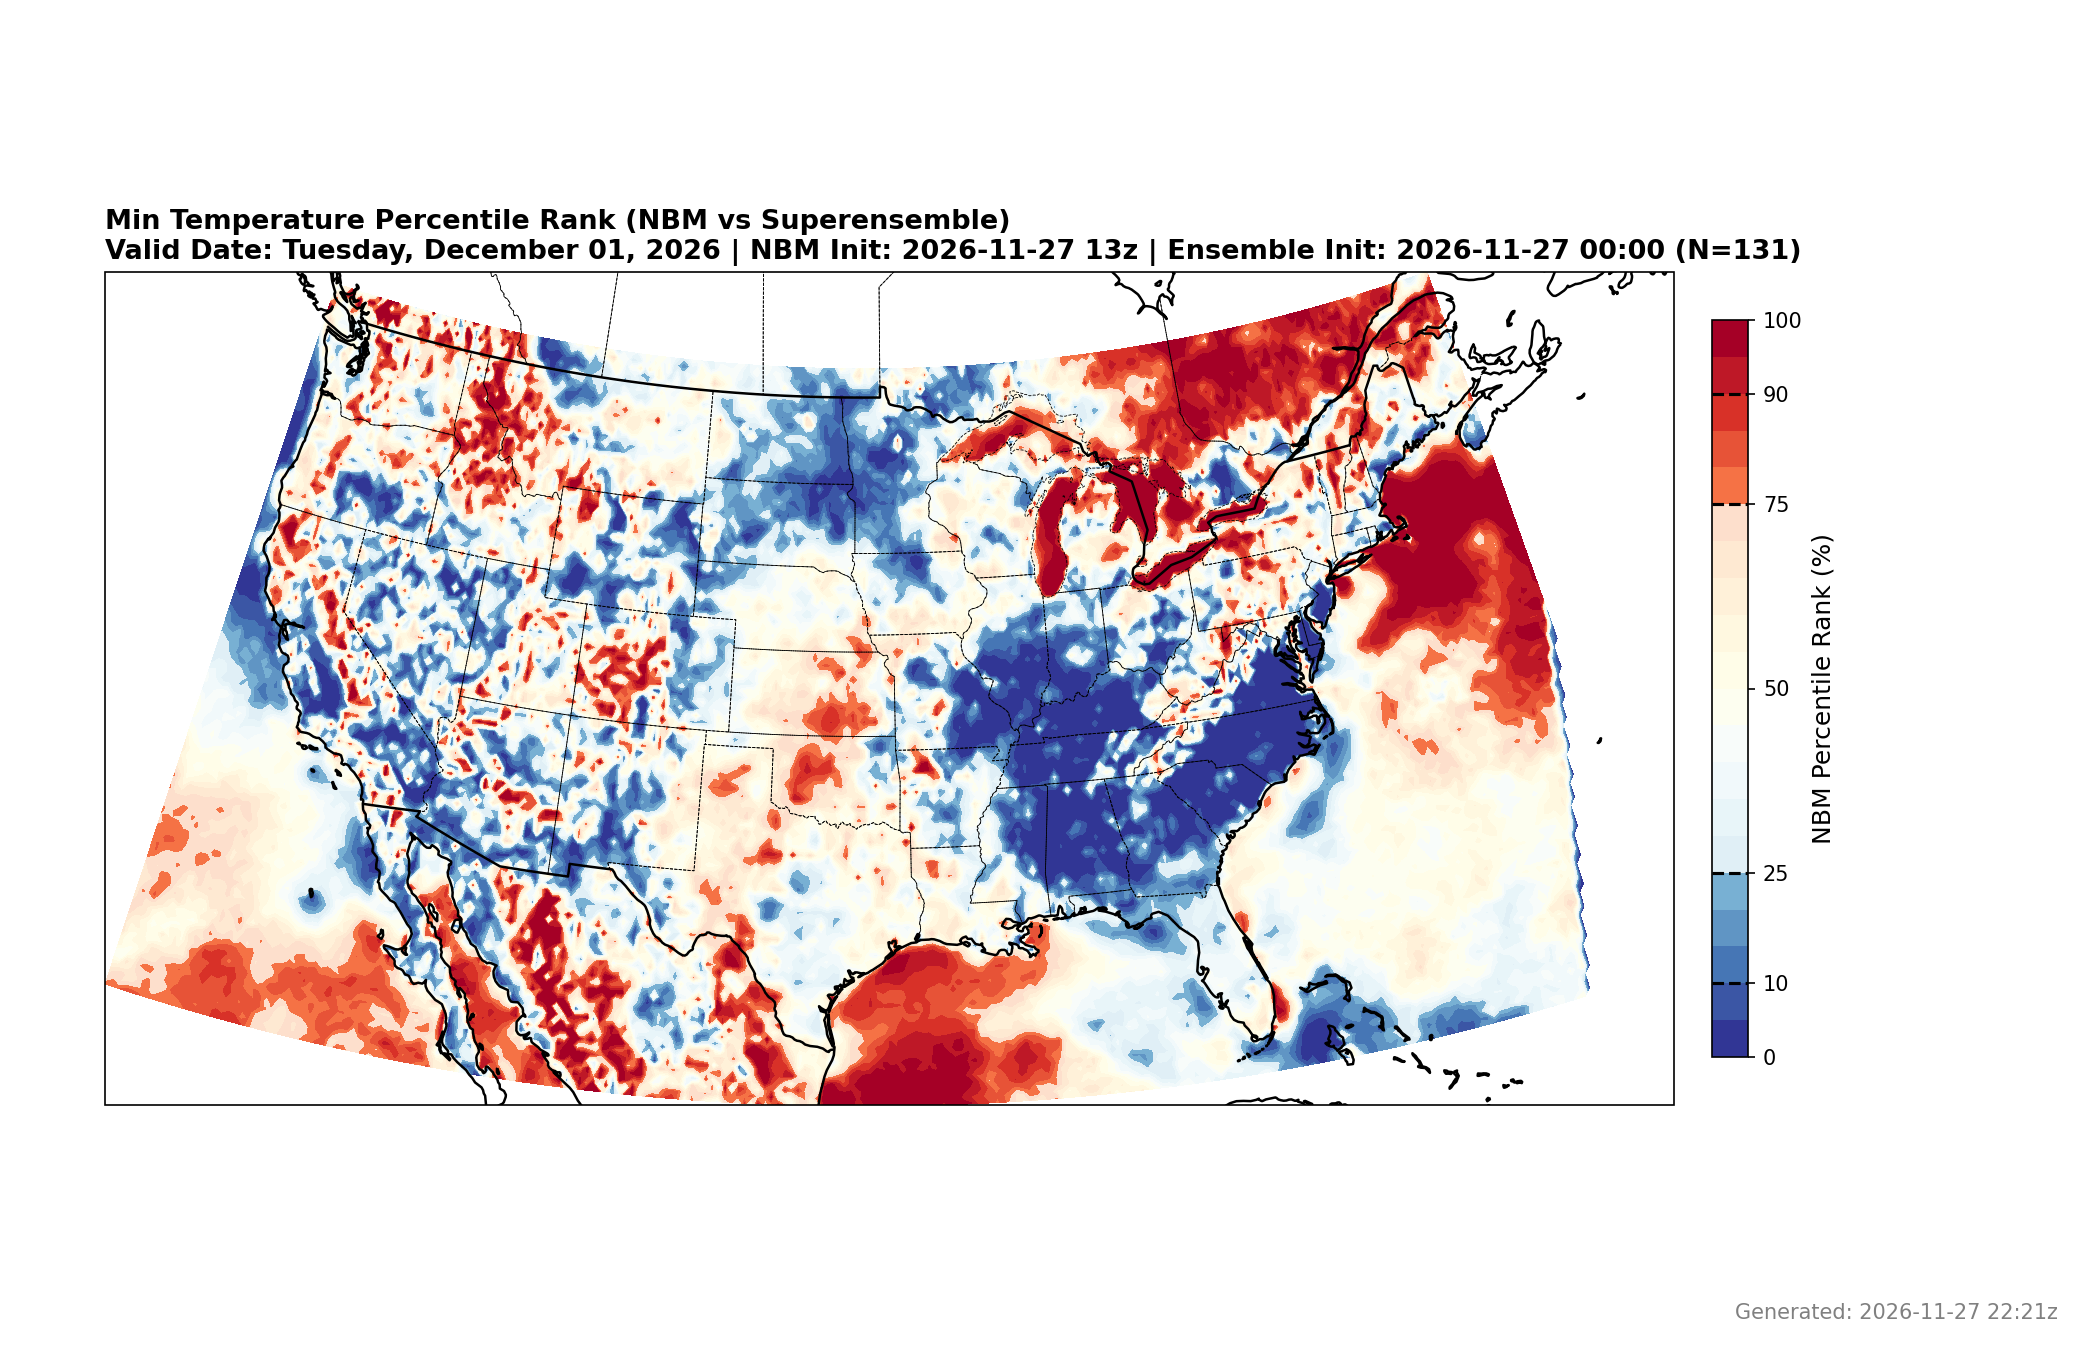 Min Temperature Percentile Rank (NBM vs Superensemble)
Valid Date: Tuesday, December 01, 2026 | NBM Init: 2026-11-27 13z | Ensemble Init: 2026-11-27 00:00 (N=131)
100
90
75
50
25
10
0
NBM Percentile Rank (%)
Generated: 2026-11-27 22:21z